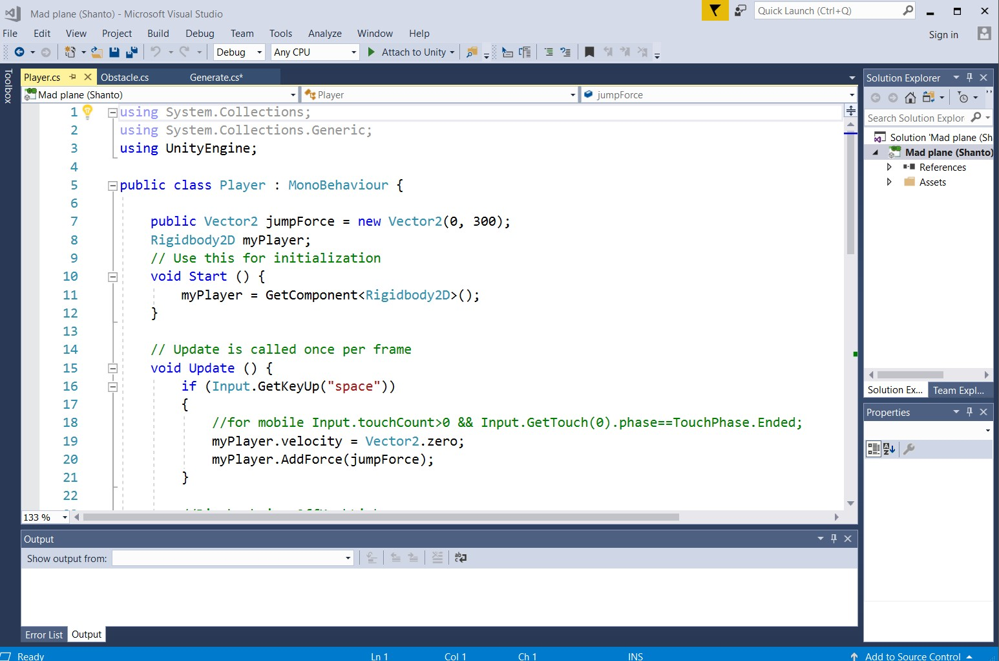 Mad plane (Shanto) - Microsoft Visual Studio
Quick Launch (Ctrl+Q)
File Edit View Project Build Debug Team Tools Analyze Window Help
Sign in
Debug Any CPU Attach to Unity
Toolbox
Player.cs Obstacle.cs Generate.cs*
Mad plane (Shanto) Player jumpForce
1 using System.Collections;
2 using System.Collections.Generic;
3 using UnityEngine;
4
5 public class Player : MonoBehaviour {
6
7 public Vector2 jumpForce = new Vector2(0, 300);
8 Rigidbody2D myPlayer;
9 // Use this for initialization
10 void Start () {
11 myPlayer = GetComponent<Rigidbody2D>();
12 }
13
14 // Update is called once per frame
15 void Update () {
16 if (Input.GetKeyUp("space"))
17 {
18 //for mobile Input.touchCount>0 && Input.GetTouch(0).phase==TouchPhase.Ended;
19 myPlayer.velocity = Vector2.zero;
20 myPlayer.AddForce(jumpForce);
21 }
22
133 %
Output
Show output from:
Error List Output
Solution Explorer
Search Solution Explor
Solution 'Mad plane (Sh
Mad plane (Shanto)
References
Assets
Solution Ex... Team Expl...
Properties
Ready Ln 1 Col 1 Ch 1 INS Add to Source Control